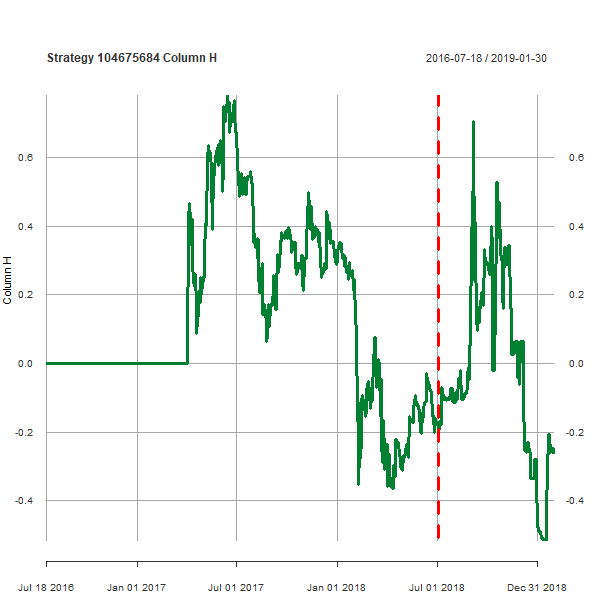 Strategy 104675684 Column H
2016-07-18 / 2019-01-30
0.6
0.6
0.4
0.4
0.2
0.2
0.0
0.0
-0.2
-0.2
-0.4
-0.4
Column H
Jul 18 2016
Jan 01 2017
Jul 01 2017
Jan 01 2018
Jul 01 2018
Dec 31 2018